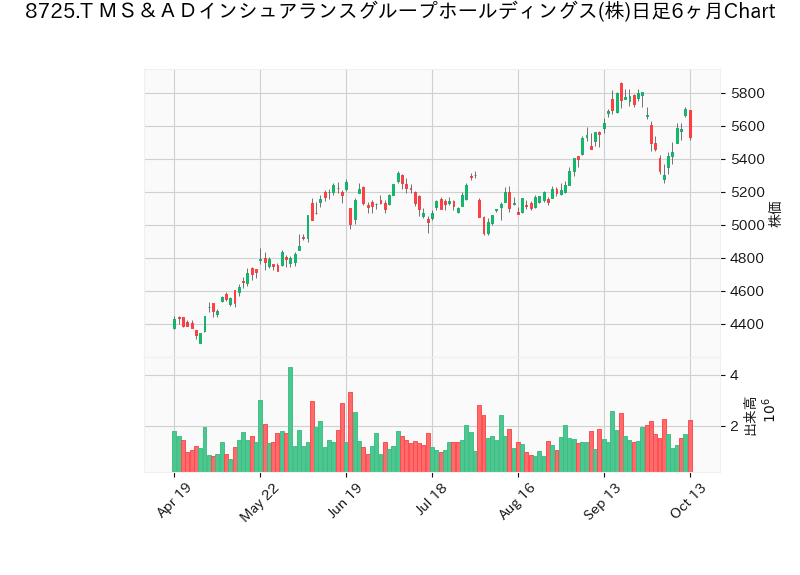 8725.T ＭＳ＆ＡＤインシュアランスグループホールディングス(株)日足6ヶ月Chart
5800
5600
5400
5200
5000
4800
4600
4400
株価
4
2
出来高
10⁶
Apr 19
May 22
Jun 19
Jul 18
Aug 16
Sep 13
Oct 13